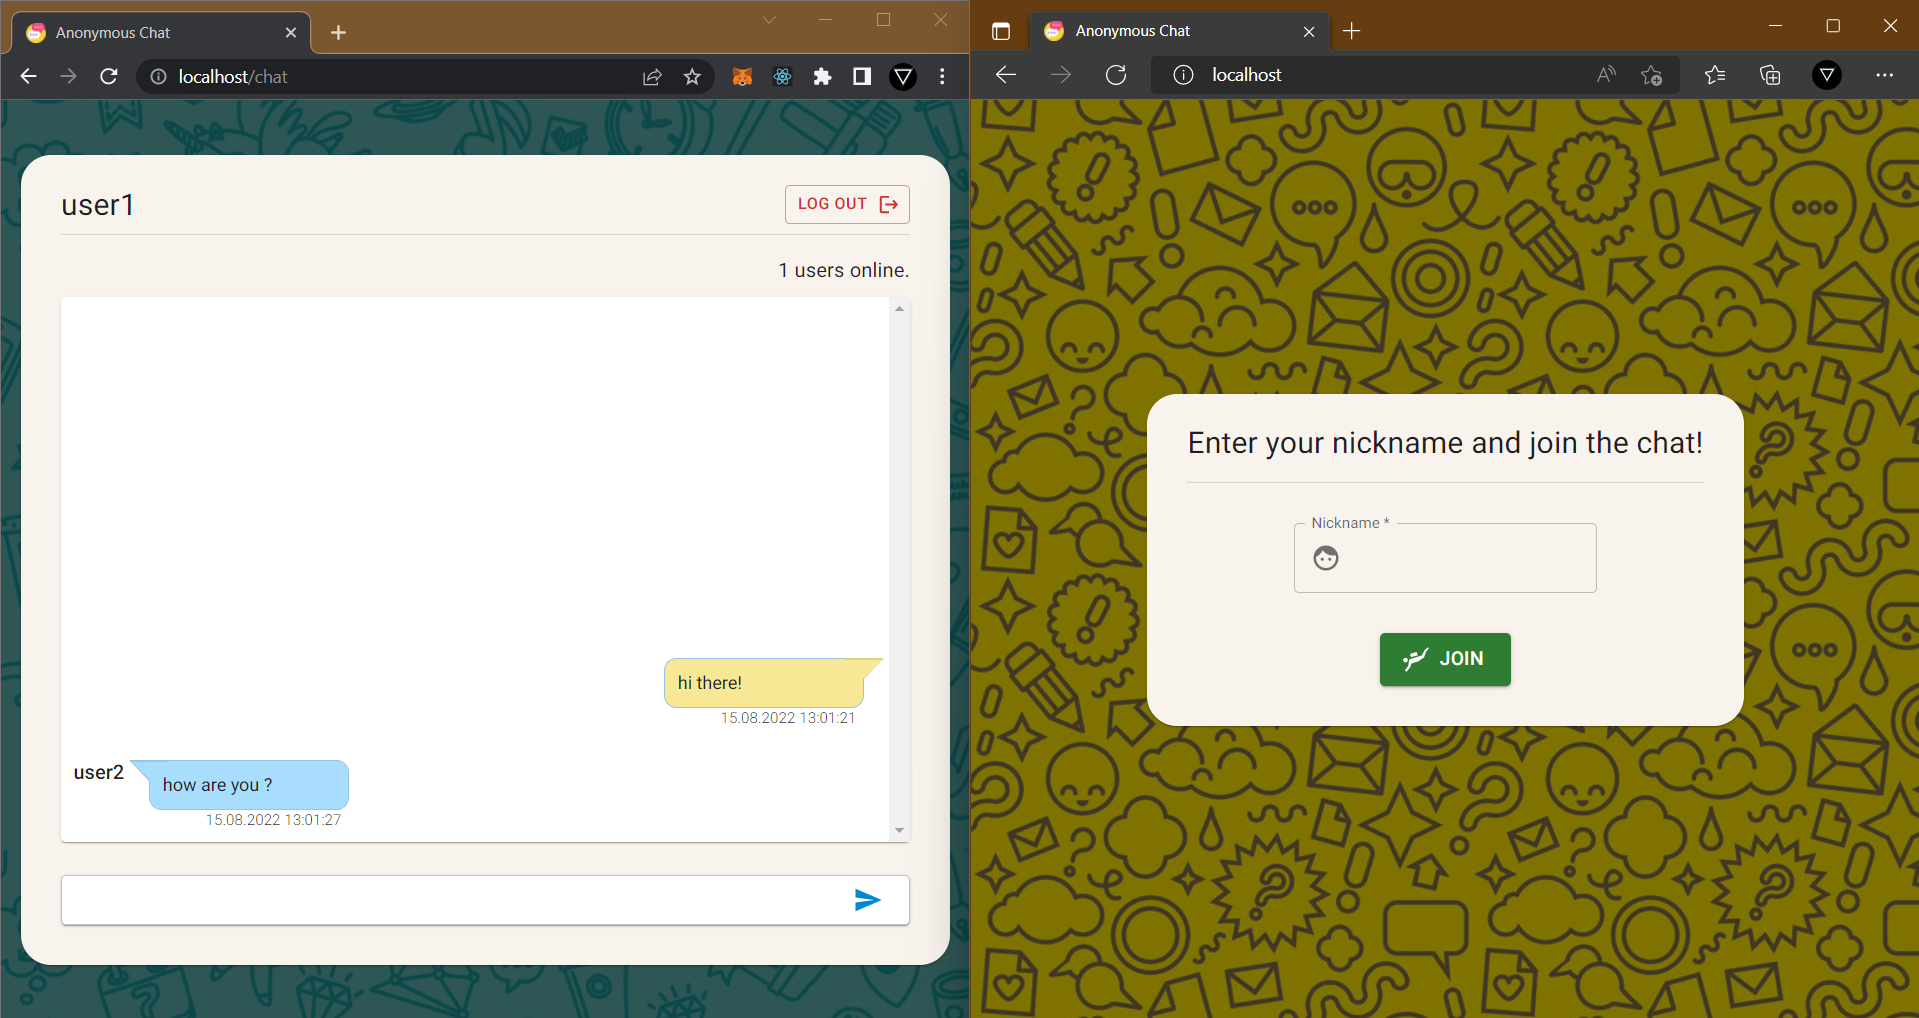 Anonymous Chat
localhost/chat
user1
LOG OUT
1 users online.
hi there!
15.08.2022 13:01:21
user2
how are you ?
15.08.2022 13:01:27
Anonymous Chat
localhost
A
Enter your nickname and join the chat!
Nickname *
JOIN